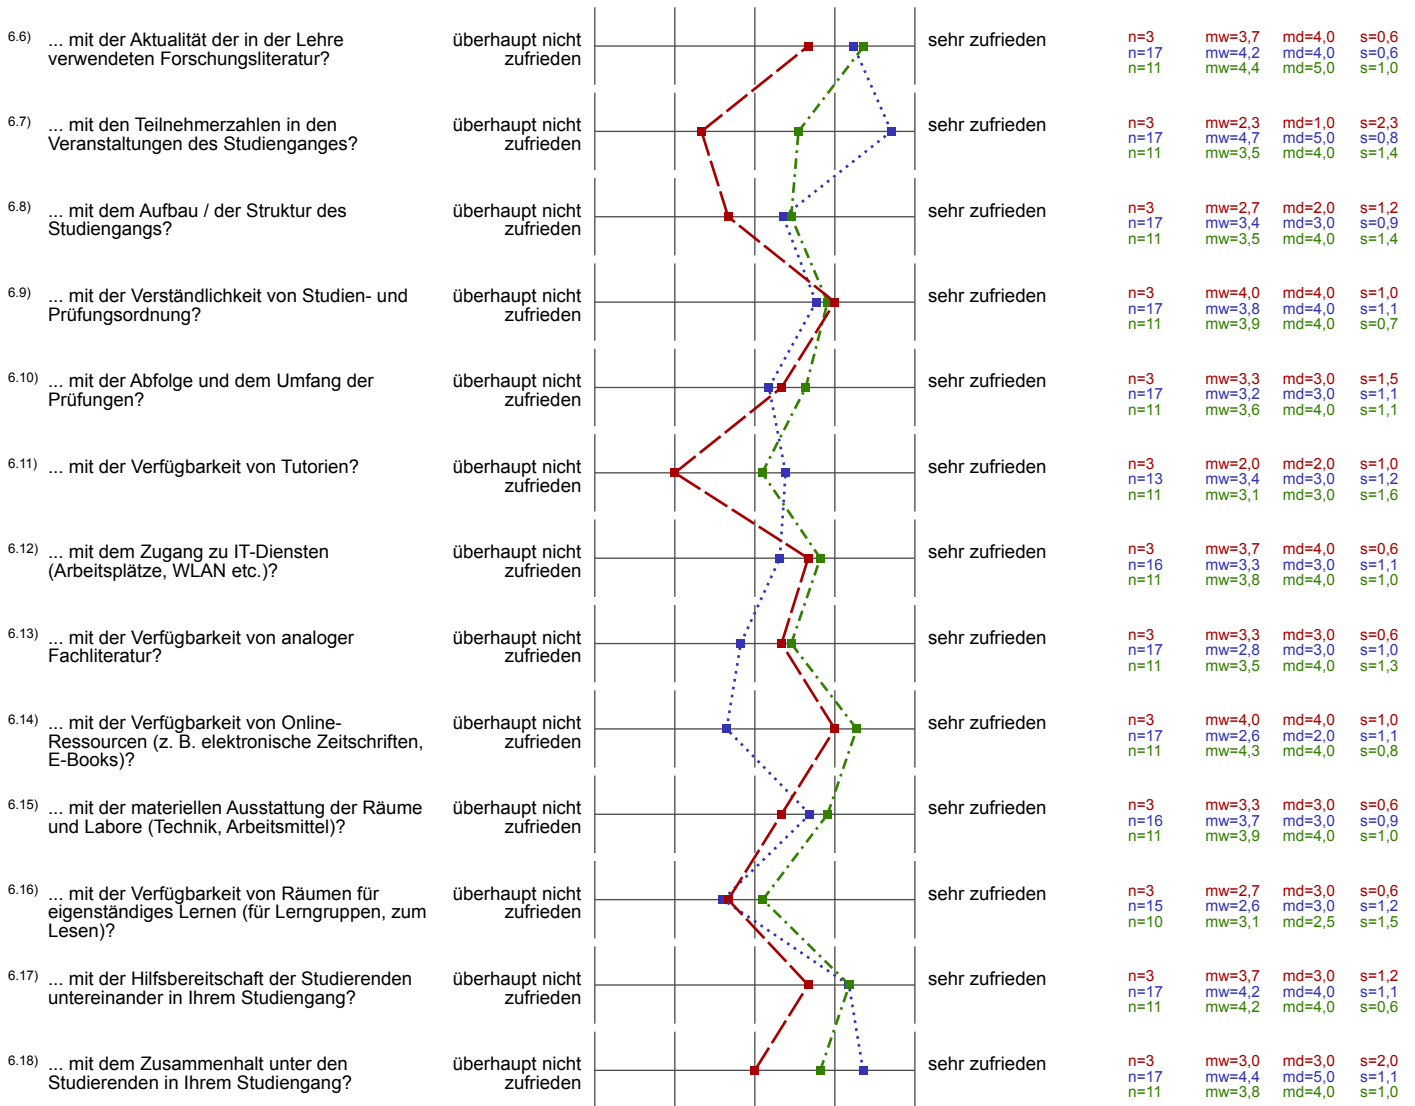 6.6) ... mit der Aktualität der in der Lehre
verwendeten Forschungsliteratur?
überhaupt nicht
zufrieden
sehr zufrieden
n=3 mw=3,7 md=4,0 s=0,6
n=17 mw=4,2 md=4,0 s=0,6
n=11 mw=4,4 md=5,0 s=1,0
6.7) ... mit den Teilnehmerzahlen in den
Veranstaltungen des Studienganges?
überhaupt nicht
zufrieden
sehr zufrieden
n=3 mw=2,3 md=1,0 s=2,3
n=17 mw=4,7 md=5,0 s=0,8
n=11 mw=3,5 md=4,0 s=1,4
6.8) ... mit dem Aufbau / der Struktur des
Studiengangs?
überhaupt nicht
zufrieden
sehr zufrieden
n=3 mw=2,7 md=2,0 s=1,2
n=17 mw=3,4 md=3,0 s=0,9
n=11 mw=3,5 md=4,0 s=1,4
6.9) ... mit der Verständlichkeit von Studien- und
Prüfungsordnung?
überhaupt nicht
zufrieden
sehr zufrieden
n=3 mw=4,0 md=4,0 s=1,0
n=17 mw=3,8 md=4,0 s=1,1
n=11 mw=3,9 md=4,0 s=0,7
6.10) ... mit der Abfolge und dem Umfang der
Prüfungen?
überhaupt nicht
zufrieden
sehr zufrieden
n=3 mw=3,3 md=3,0 s=1,5
n=17 mw=3,2 md=3,0 s=1,1
n=11 mw=3,6 md=4,0 s=1,1
6.11) ... mit der Verfügbarkeit von Tutorien?
überhaupt nicht
zufrieden
sehr zufrieden
n=3 mw=2,0 md=2,0 s=1,0
n=13 mw=3,4 md=3,0 s=1,2
n=11 mw=3,1 md=3,0 s=1,6
6.12) ... mit dem Zugang zu IT-Diensten
(Arbeitsplätze, WLAN etc.)?
überhaupt nicht
zufrieden
sehr zufrieden
n=3 mw=3,7 md=4,0 s=0,6
n=16 mw=3,3 md=3,0 s=1,1
n=11 mw=3,8 md=4,0 s=1,0
6.13) ... mit der Verfügbarkeit von analoger
Fachliteratur?
überhaupt nicht
zufrieden
sehr zufrieden
n=3 mw=3,3 md=3,0 s=0,6
n=17 mw=2,8 md=3,0 s=1,0
n=11 mw=3,5 md=4,0 s=1,3
6.14) ... mit der Verfügbarkeit von Online-
Ressourcen (z. B. elektronische Zeitschriften,
E-Books)?
überhaupt nicht
zufrieden
sehr zufrieden
n=3 mw=4,0 md=4,0 s=1,0
n=17 mw=2,6 md=2,0 s=1,1
n=11 mw=4,3 md=4,0 s=0,8
6.15) ... mit der materiellen Ausstattung der Räume
und Labore (Technik, Arbeitsmittel)?
überhaupt nicht
zufrieden
sehr zufrieden
n=3 mw=3,3 md=3,0 s=0,6
n=16 mw=3,7 md=3,0 s=0,9
n=11 mw=3,9 md=4,0 s=1,0
6.16) ... mit der Verfügbarkeit von Räumen für
eigenständiges Lernen (für Lerngruppen, zum
Lesen)?
überhaupt nicht
zufrieden
sehr zufrieden
n=3 mw=2,7 md=3,0 s=0,6
n=15 mw=2,6 md=3,0 s=1,2
n=10 mw=3,1 md=2,5 s=1,5
6.17) ... mit der Hilfsbereitschaft der Studierenden
untereinander in Ihrem Studiengang?
überhaupt nicht
zufrieden
sehr zufrieden
n=3 mw=3,7 md=3,0 s=1,2
n=17 mw=4,2 md=4,0 s=1,1
n=11 mw=4,2 md=4,0 s=0,6
6.18) ... mit dem Zusammenhalt unter den
Studierenden in Ihrem Studiengang?
überhaupt nicht
zufrieden
sehr zufrieden
n=3 mw=3,0 md=3,0 s=2,0
n=17 mw=4,4 md=5,0 s=1,1
n=11 mw=3,8 md=4,0 s=1,0